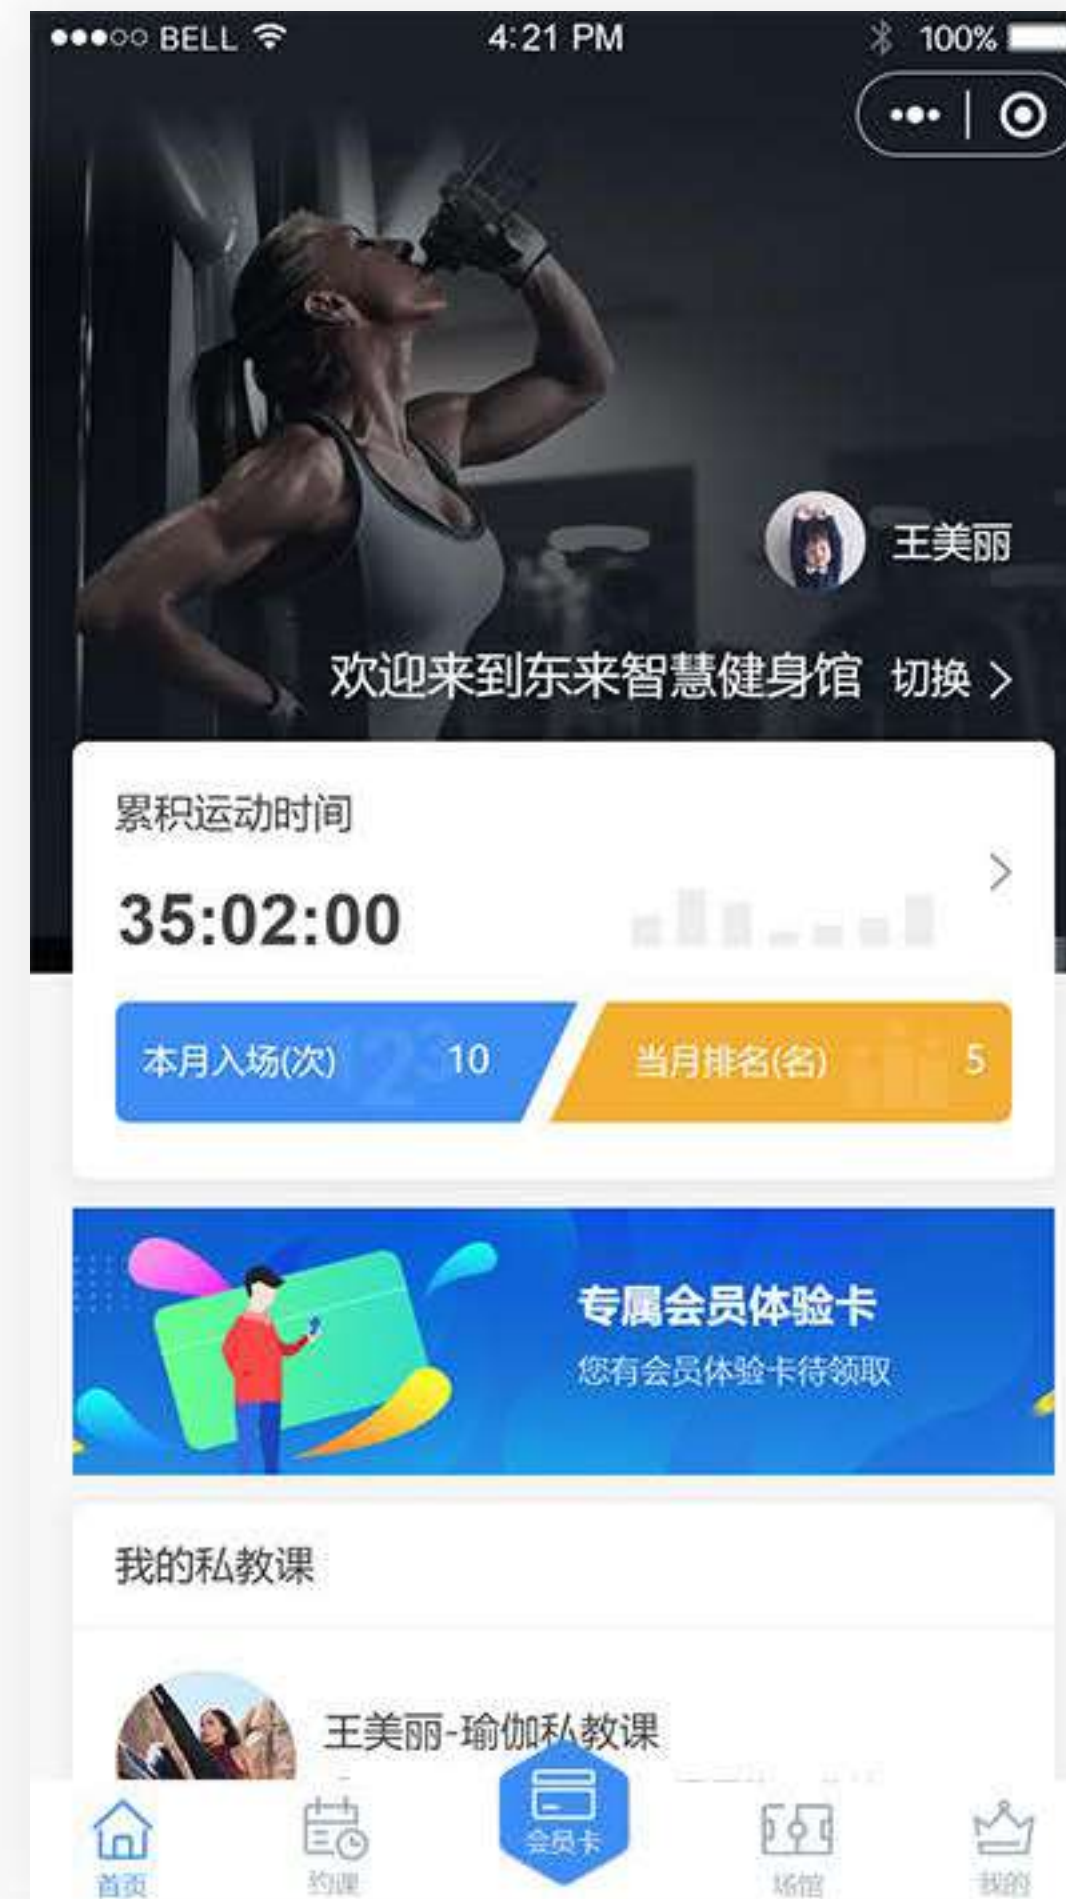 BELL 4:21 PM 100%
王美丽
欢迎来到东来智慧健身馆 切换
累积运动时间
35:02:00
本月入场(次) 10 当月排名(名) 5
专属会员体验卡
您有会员体验卡待领取
我的私教课
王美丽-瑜伽私教课
首页 约课 会员卡 场馆 我的